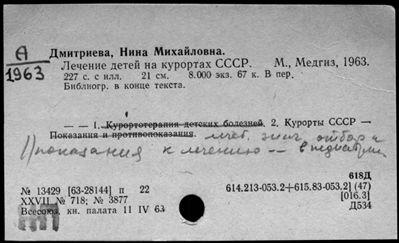 А
1963
Дмитриева, Нина Михайловна.
Лечение детей на курортах СССР. М., Медгиз, 1963.
227 с. с илл. 21 см. 8.000 экз. 67 к. В пер.
Библиогр. в конце текста.
— — 1. Курортотерапия детских болезней. 2. Курорты СССР —
Показания и противопоказания.
показания к лечению — в педиатрии
618Д
№ 13429 [63-28144] п 22
614.213-053.2+615.83-053.2] (47)
XXVII. № 718; № 3877
[016.3]
Всесоюз. кн. палата 11 IV 63
Д534